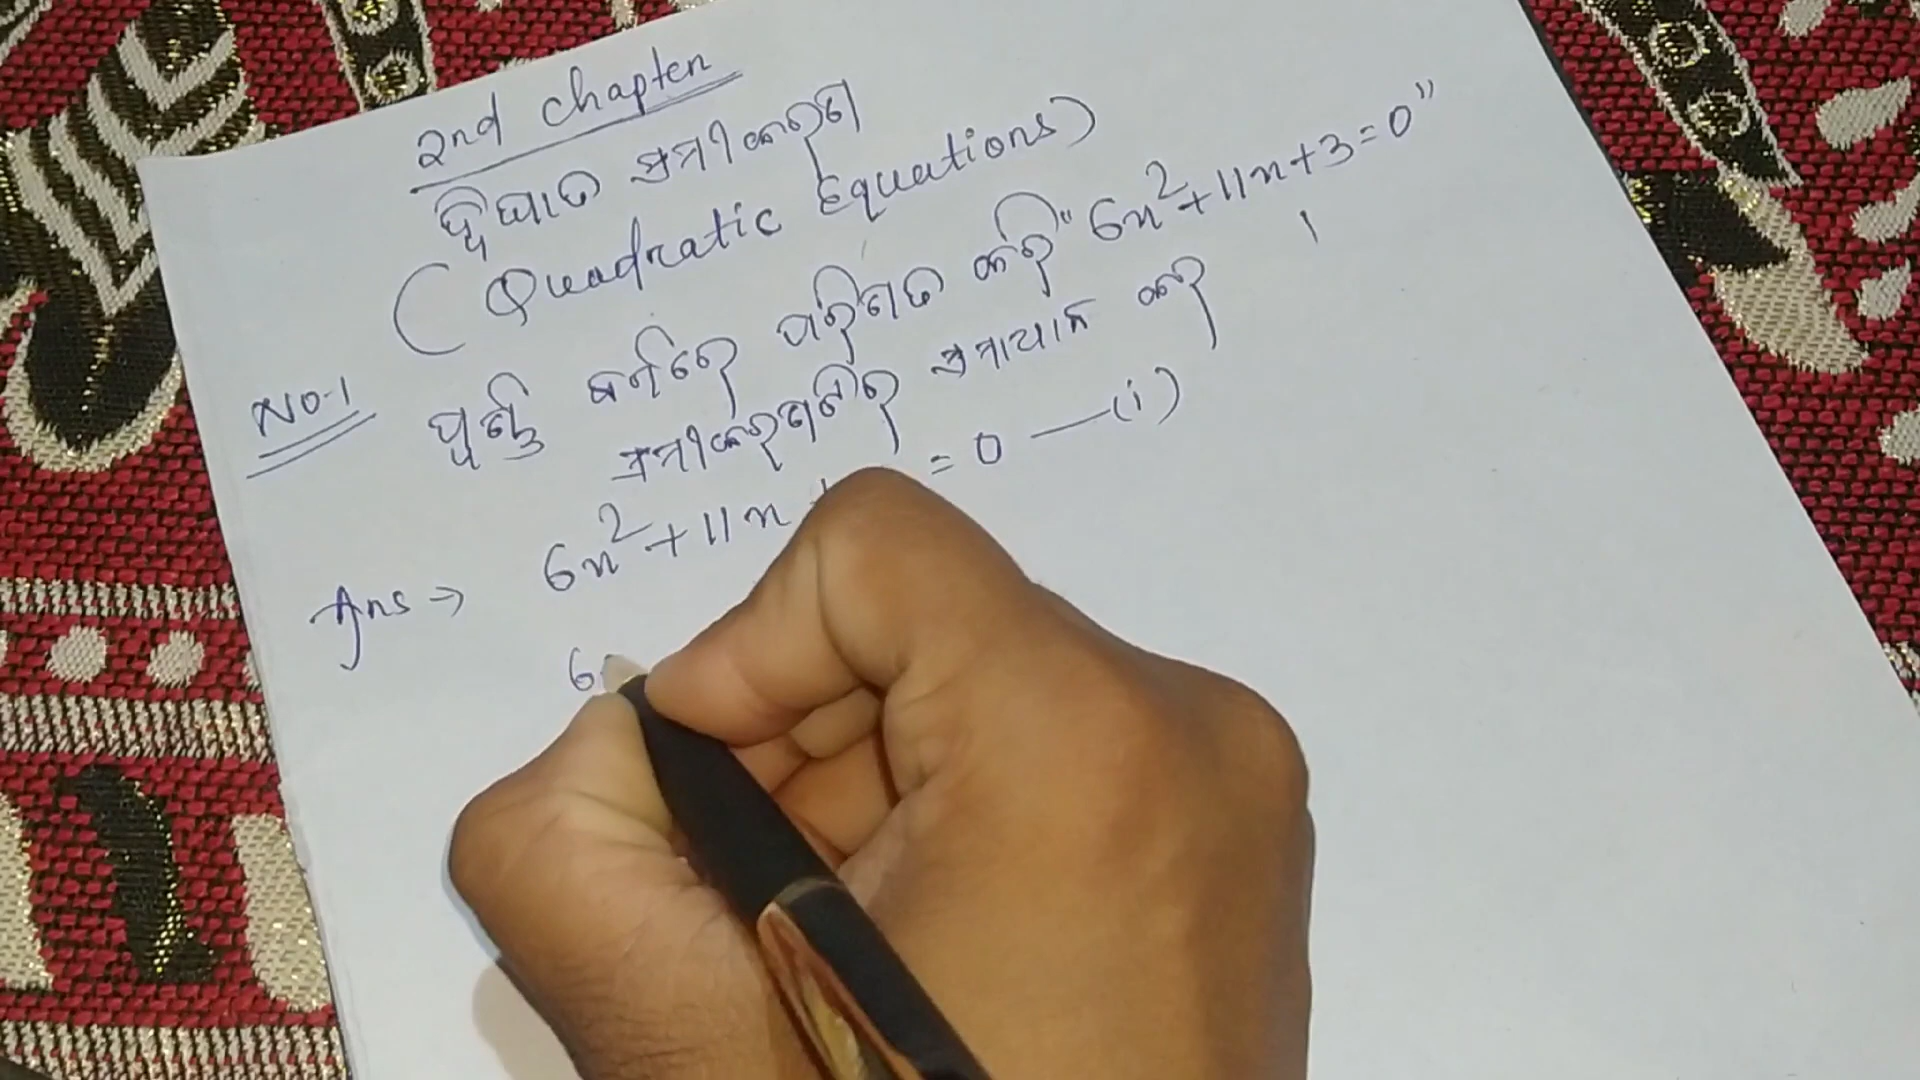 2nd Chapter
ଦ୍ୱିଘାତ ସମୀକରଣ
(Quadratic Equations)
NO-1 ପୂର୍ଣ୍ଣ ବର୍ଗରେ ପରିଣତ କରି " 6x² + 11x + 3 = 0 "
ସମୀକରଣଟିର ସମାଧାନ କର ।
Ans → 6x² + 11x + = 0 — (i)
6